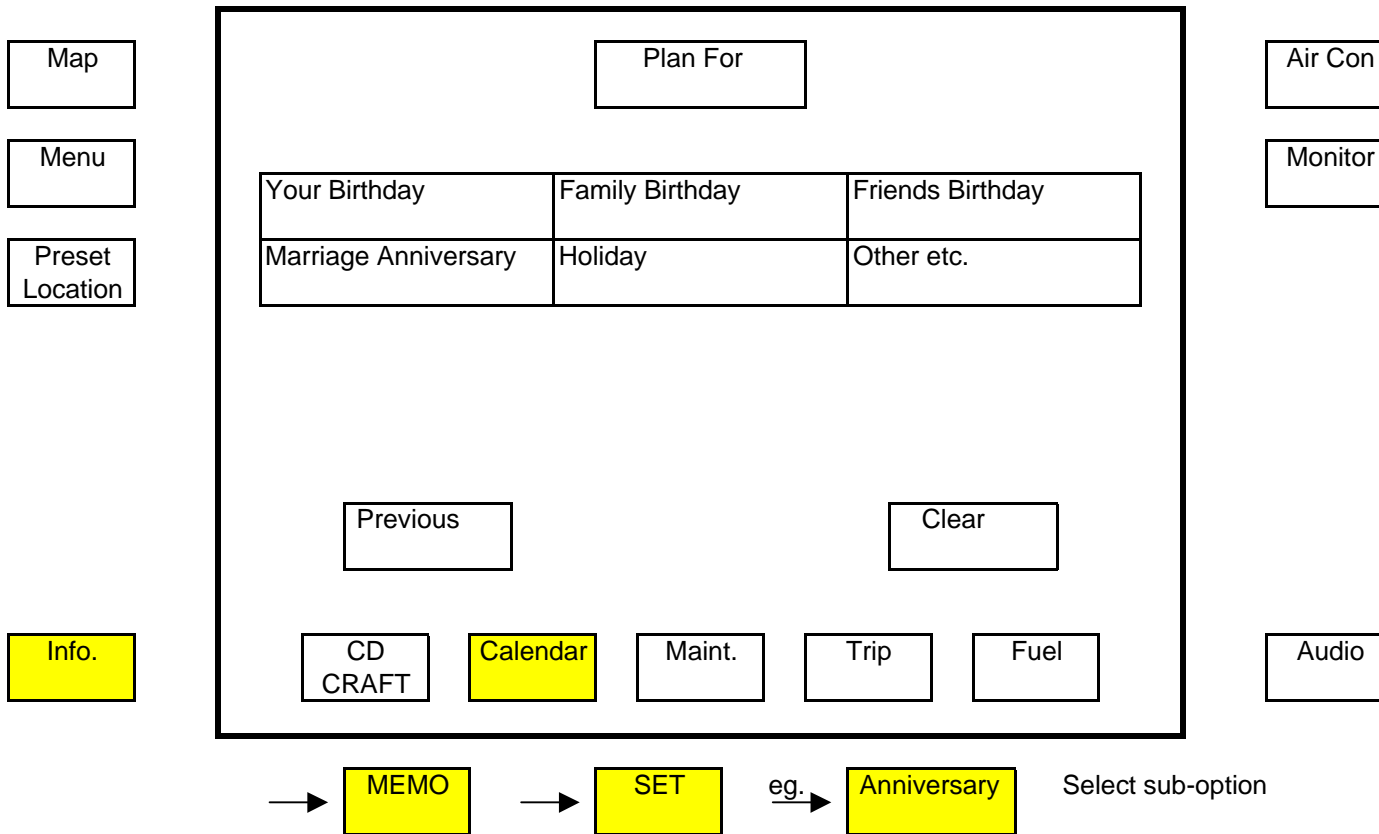 Map
Plan For
Air Con
Menu
Monitor
Your Birthday Family Birthday Friends Birthday
Preset
Location
Marriage Anniversary Holiday Other etc.
Previous Clear
Info.
CD
CRAFT
Calendar
Maint.
Trip
Fuel
Audio
MEMO
SET
eg.
Anniversary
Select sub-option